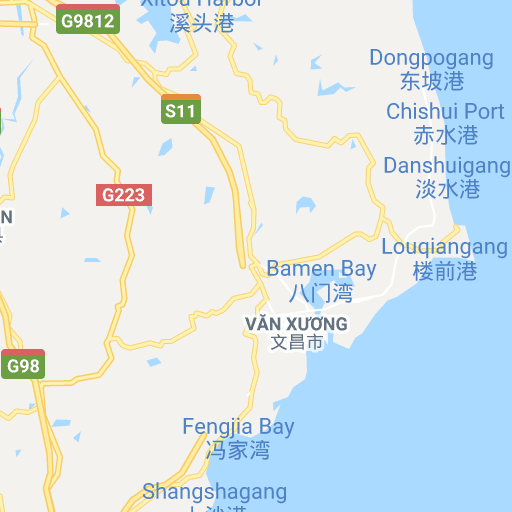 Xitou Harbor
溪头港
G9812
Dongpogang
东坡港
S11
Chishui Port
赤水港
Danshuigang
淡水港
G223
Louqiangang
楼前港
Bamen Bay
八门湾
VĂN XƯƠNG
文昌市
G98
Fengjia Bay
冯家湾
Shangshagang